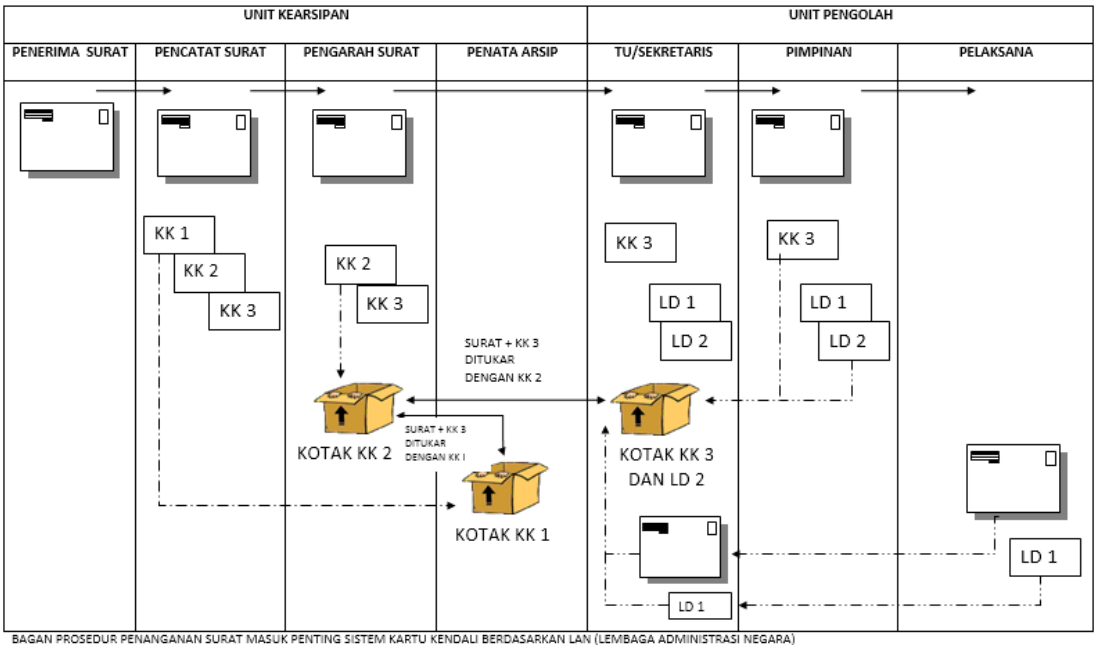 UNIT KEARSIPAN
UNIT PENGOLAH
PENERIMA SURAT
PENCATAT SURAT
PENGARAH SURAT
PENATA ARSIP
TU/SEKRETARIS
PIMPINAN
PELAKSANA
KK 1
KK 2
KK 3
KK 2
KK 3
KK 3
LD 1
LD 2
KK 3
LD 1
LD 2
SURAT + KK 3
DITUKAR
DENGAN KK 2
SURAT + KK 3
DITUKAR
DENGAN KK I
KOTAK KK 2
KOTAK KK 1
KOTAK KK 3
DAN LD 2
LD 1
LD 1
BAGAN PROSEDUR PENANGANAN SURAT MASUK PENTING SISTEM KARTU KENDALI BERDASARKAN LAN (LEMBAGA ADMINISTRASI NEGARA)